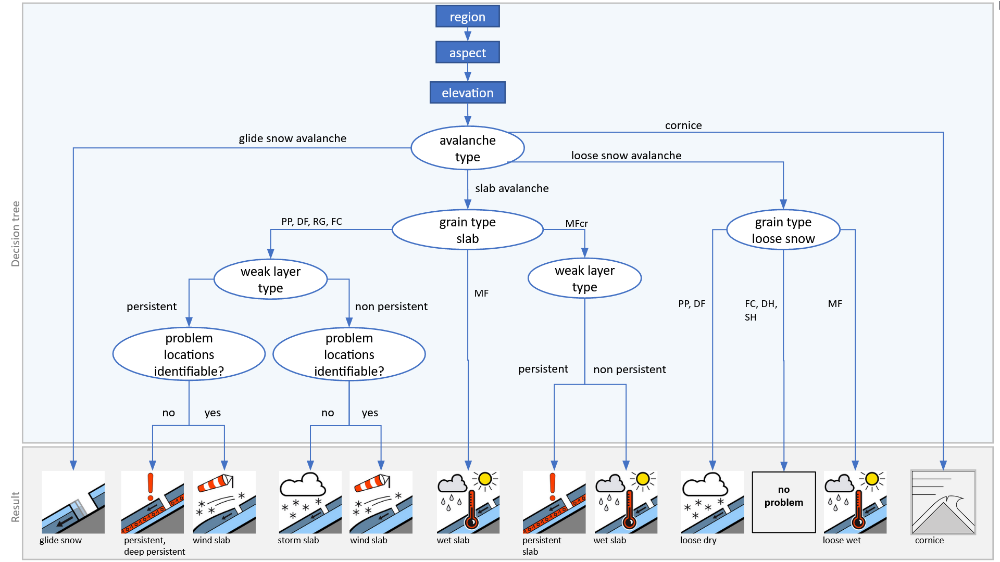 region
aspect
elevation
avalanche
type
cornice
glide snow avalanche
loose snow avalanche
slab avalanche
Decision tree
PP, DF, RG, FC
grain type
slab
MFcr
grain type
loose snow
weak layer
type
weak layer
type
MF
PP, DF
FC, DH,
SH
MF
persistent
non persistent
problem
locations
identifiable?
problem
locations
identifiable?
persistent
non persistent
no
yes
no
yes
Result
no
problem
glide snow
persistent,
deep persistent
wind slab
storm slab
wind slab
wet slab
persistent
slab
wet slab
loose dry
loose wet
cornice